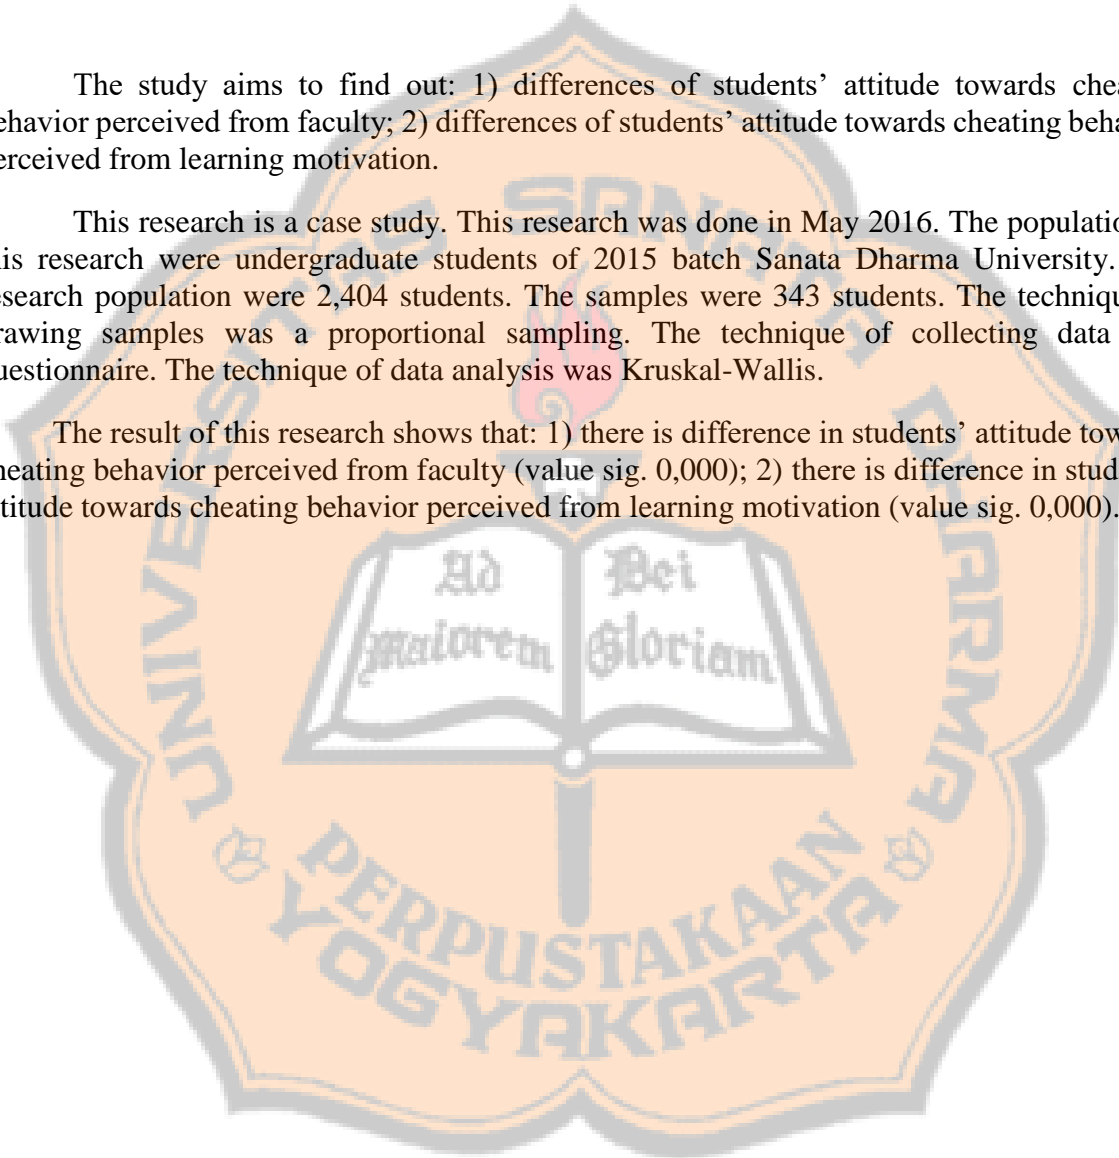 The study aims to find out: 1) differences of students’ attitude towards chea
ehavior perceived from faculty; 2) differences of students’ attitude towards cheating beha
erceived from learning motivation.
This research is a case study. This research was done in May 2016. The populatio
his research were undergraduate students of 2015 batch Sanata Dharma University.
esearch population were 2,404 students. The samples were 343 students. The techniqu
rawing samples was a proportional sampling. The technique of collecting data
uestionnaire. The technique of data analysis was Kruskal-Wallis.
The result of this research shows that: 1) there is difference in students’ attitude tow
heating behavior perceived from faculty (value sig. 0,000); 2) there is difference in stud
titude towards cheating behavior perceived from learning motivation (value sig. 0,000).
UNIVERSITAS SANATA DHARMA
Ad Dei
Maiorem Gloriam
PERPUSTAKAAN
YOGYAKARTA